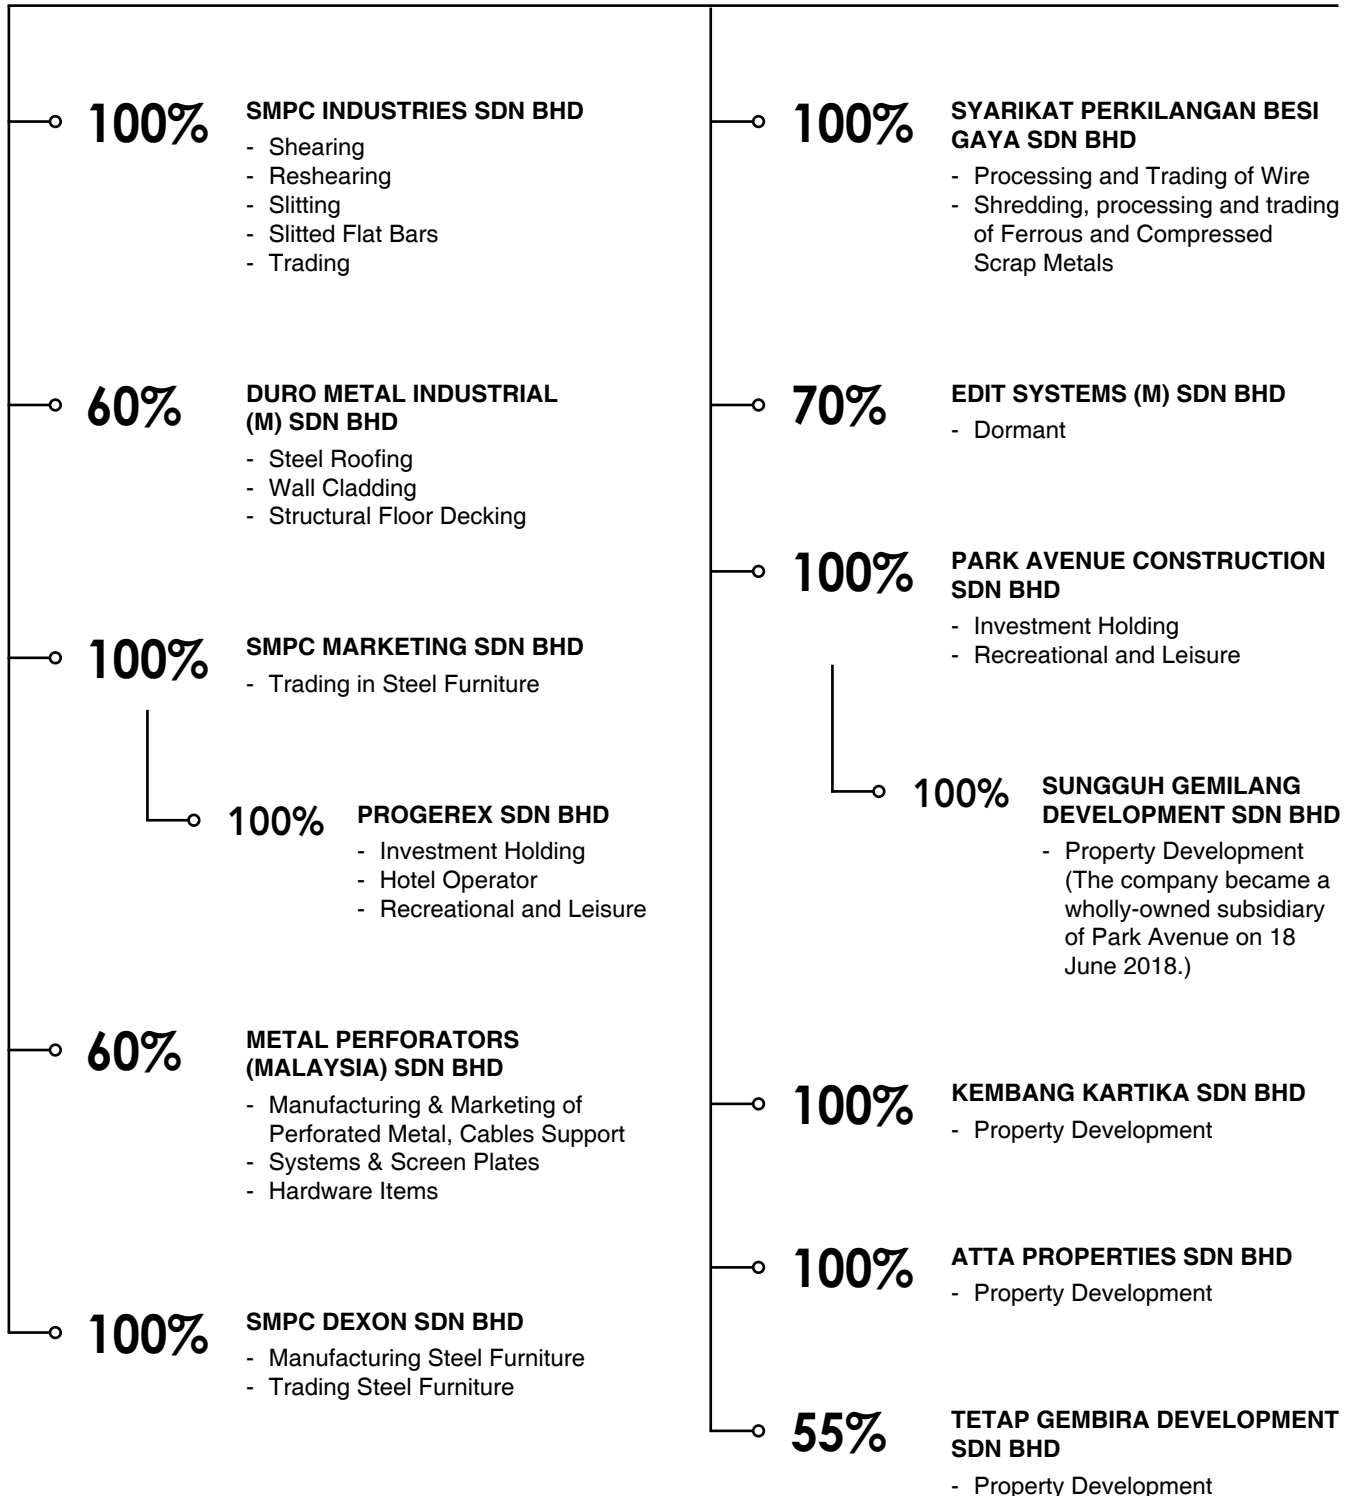 100%
SMPC INDUSTRIES SDN BHD
- Shearing
- Reshearing
- Slitting
- Slitted Flat Bars
- Trading
60%
DURO METAL INDUSTRIAL
(M) SDN BHD
- Steel Roofing
- Wall Cladding
- Structural Floor Decking
100%
SMPC MARKETING SDN BHD
- Trading in Steel Furniture
100%
PROGEREX SDN BHD
- Investment Holding
- Hotel Operator
- Recreational and Leisure
60%
METAL PERFORATORS
(MALAYSIA) SDN BHD
- Manufacturing & Marketing of
Perforated Metal, Cables Support
- Systems & Screen Plates
- Hardware Items
100%
SMPC DEXON SDN BHD
- Manufacturing Steel Furniture
- Trading Steel Furniture
100%
SYARIKAT PERKILANGAN BESI
GAYA SDN BHD
- Processing and Trading of Wire
- Shredding, processing and trading
of Ferrous and Compressed
Scrap Metals
70%
EDIT SYSTEMS (M) SDN BHD
- Dormant
100%
PARK AVENUE CONSTRUCTION
SDN BHD
- Investment Holding
- Recreational and Leisure
100%
SUNGGUH GEMILANG
DEVELOPMENT SDN BHD
- Property Development
(The company became a
wholly-owned subsidiary
of Park Avenue on 18
June 2018.)
100%
KEMBANG KARTIKA SDN BHD
- Property Development
100%
ATTA PROPERTIES SDN BHD
- Property Development
55%
TETAP GEMBIRA DEVELOPMENT
SDN BHD
- Property Development